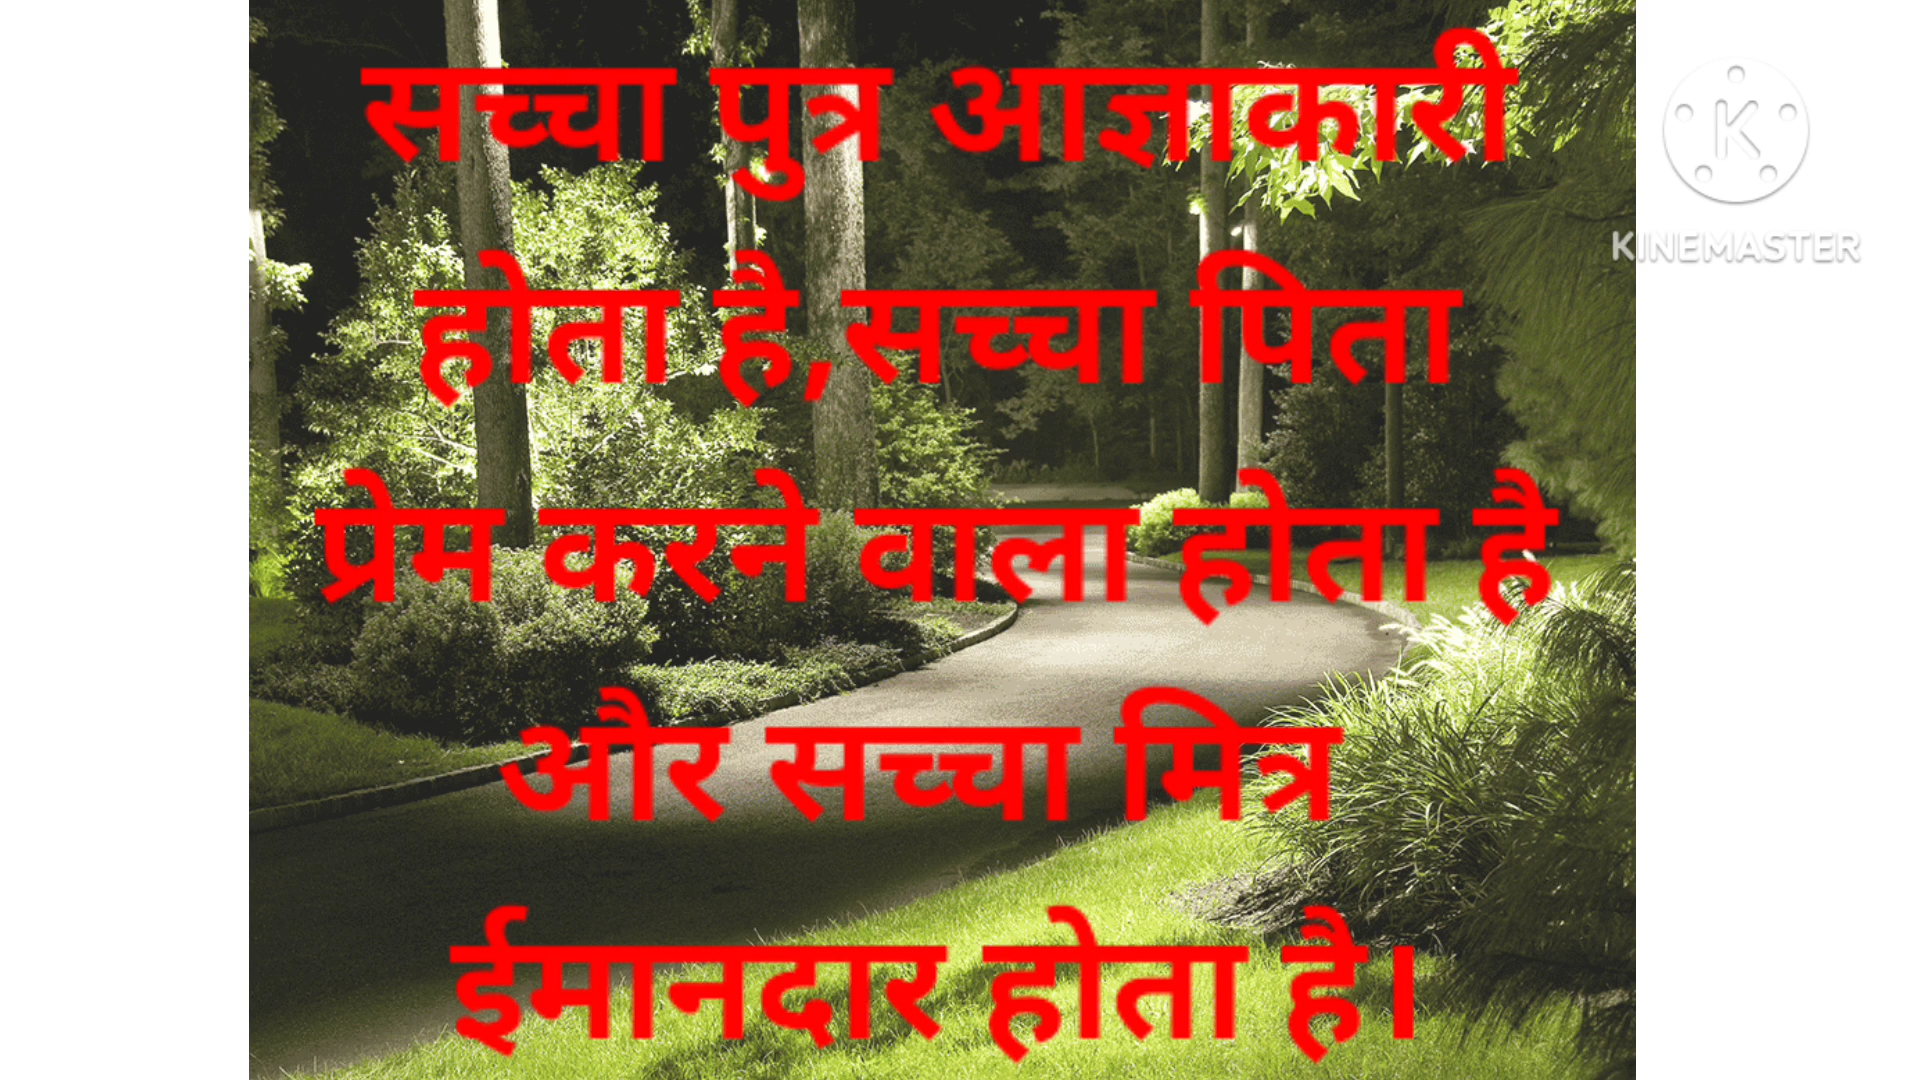 सच्चा पुत्र आज्ञाकारी
होता है,सच्चा पिता
प्रेम करने वाला होता है
और सच्चा मित्र
ईमानदार होता है।
K
KINEMASTER